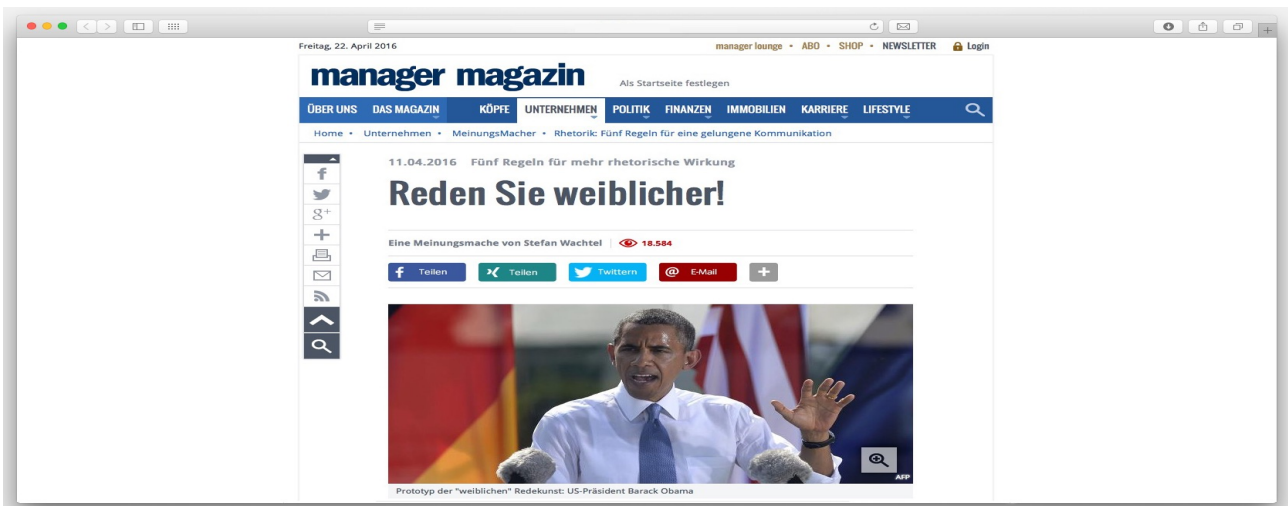 Freitag, 22. April 2016
manager lounge • ABO • SHOP • NEWSLETTER Login
manager magazin
Als Startseite festlegen
ÜBER UNS DAS MAGAZIN KÖPFE UNTERNEHMEN POLITIK FINANZEN IMMOBILIEN KARRIERE LIFESTYLE
Home • Unternehmen • MeinungsMacher • Rhetorik: Fünf Regeln für eine gelungene Kommunikation
11.04.2016 Fünf Regeln für mehr rhetorische Wirkung
Reden Sie weiblicher!
Eine Meinungsmache von Stefan Wachtel 18.584
f Teilen Teilen Twittern @ E-Mail +
f
g+
+
AFP
Prototyp der "weiblichen" Redekunst: US-Präsident Barack Obama